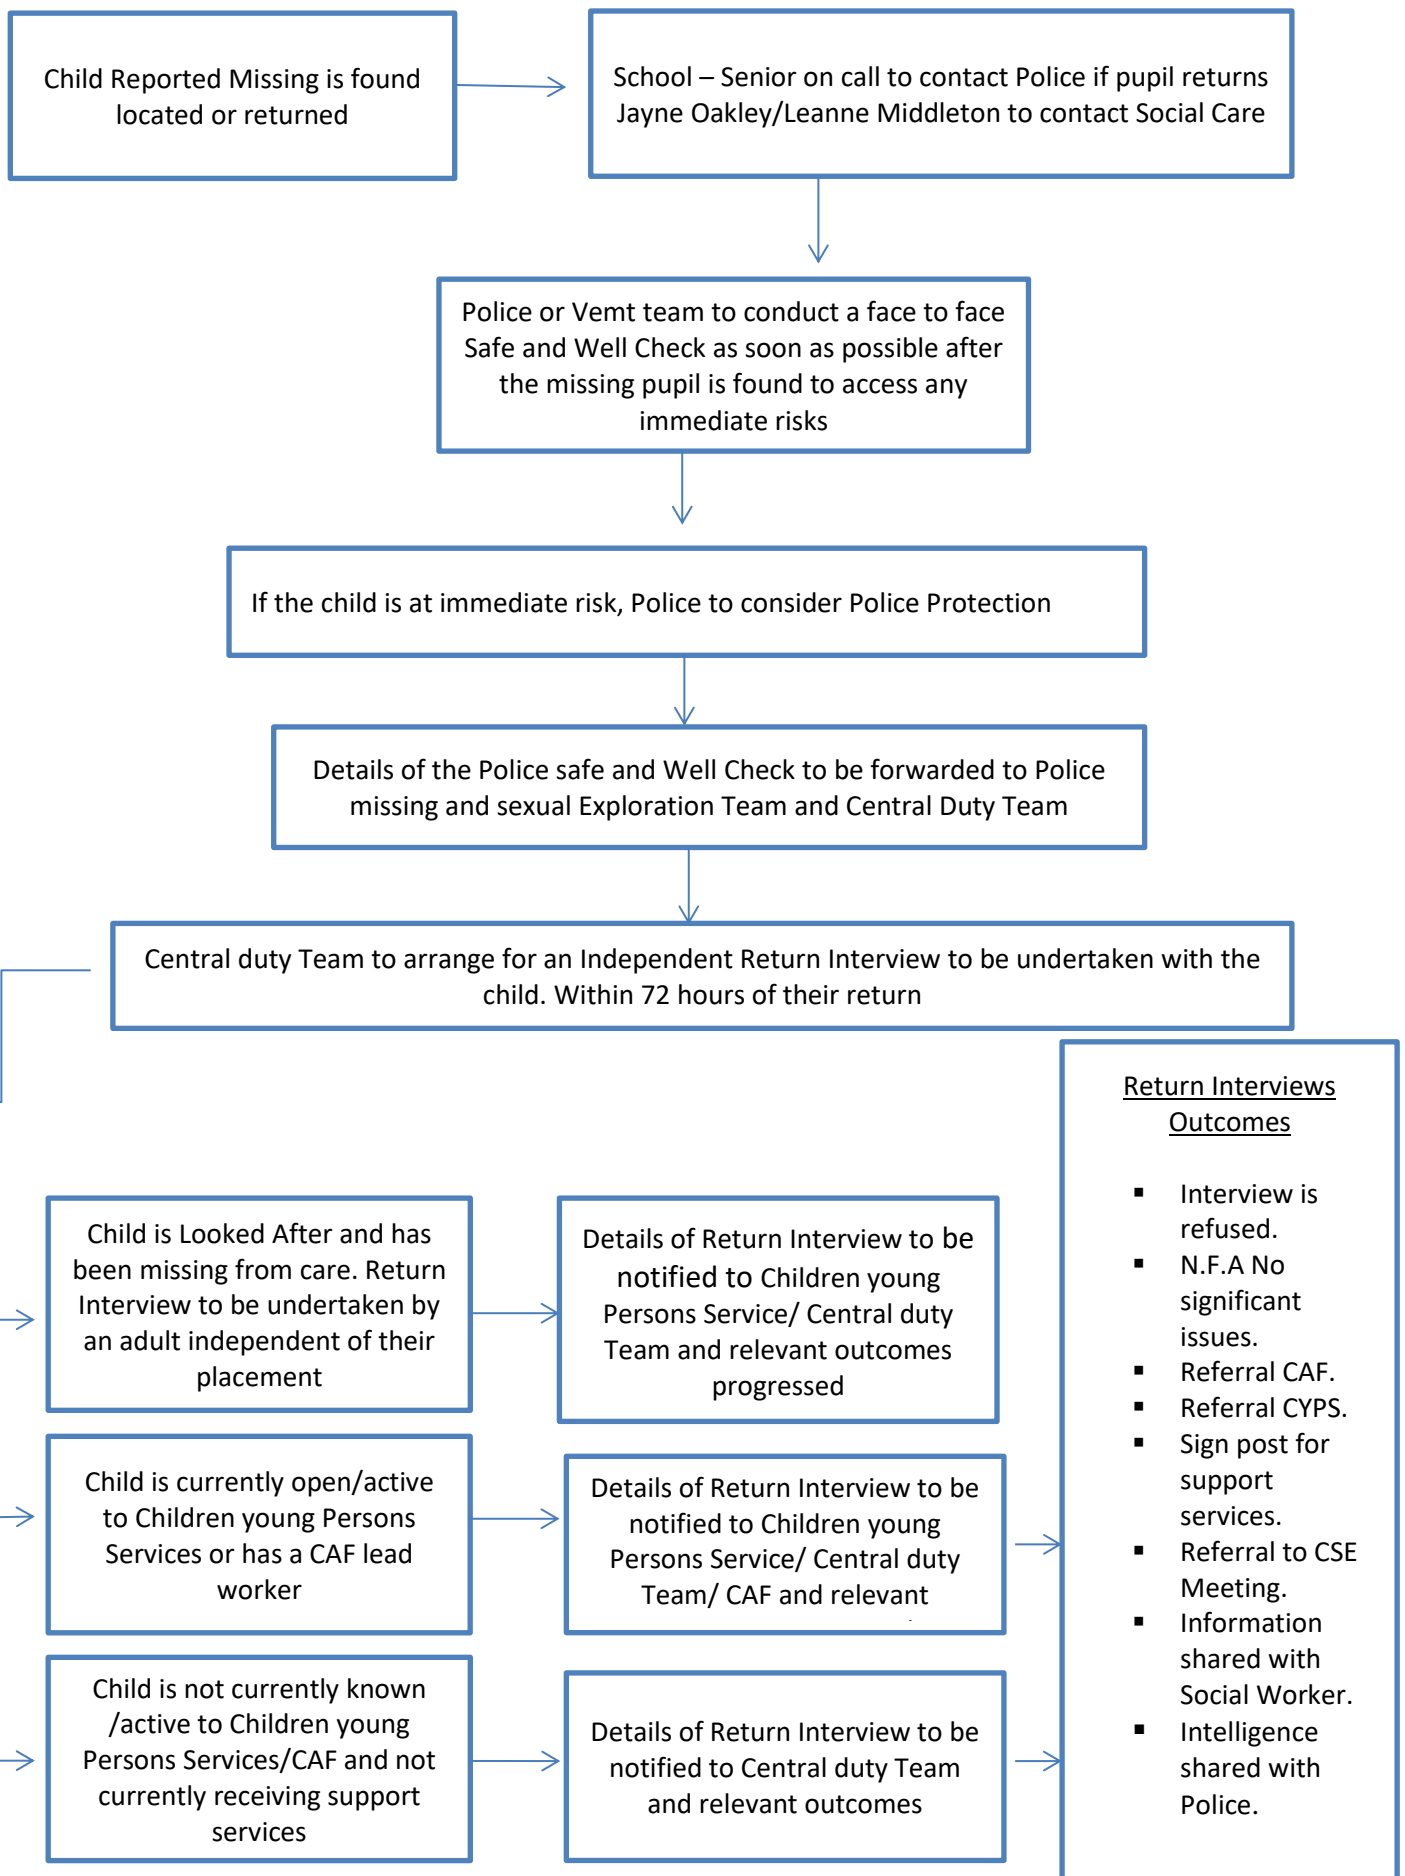 Child Reported Missing is found
located or returned
School – Senior on call to contact Police if pupil returns
Jayne Oakley/Leanne Middleton to contact Social Care
Police or Vemt team to conduct a face to face
Safe and Well Check as soon as possible after
the missing pupil is found to access any
immediate risks
If the child is at immediate risk, Police to consider Police Protection
Details of the Police safe and Well Check to be forwarded to Police
missing and sexual Exploration Team and Central Duty Team
Central duty Team to arrange for an Independent Return Interview to be undertaken with the
child. Within 72 hours of their return
Child is Looked After and has
been missing from care. Return
Interview to be undertaken by
an adult independent of their
placement
Details of Return Interview to be
notified to Children young
Persons Service/ Central duty
Team and relevant outcomes
progressed
Child is currently open/active
to Children young Persons
Services or has a CAF lead
worker
Details of Return Interview to be
notified to Children young
Persons Service/ Central duty
Team/ CAF and relevant
Child is not currently known
/active to Children young
Persons Services/CAF and not
currently receiving support
services
Details of Return Interview to be
notified to Central duty Team
and relevant outcomes
Return Interviews
Outcomes
▪ Interview is
refused.
▪ N.F.A No
significant
issues.
▪ Referral CAF.
▪ Referral CYPS.
▪ Sign post for
support
services.
▪ Referral to CSE
Meeting.
▪ Information
shared with
Social Worker.
▪ Intelligence
shared with
Police.